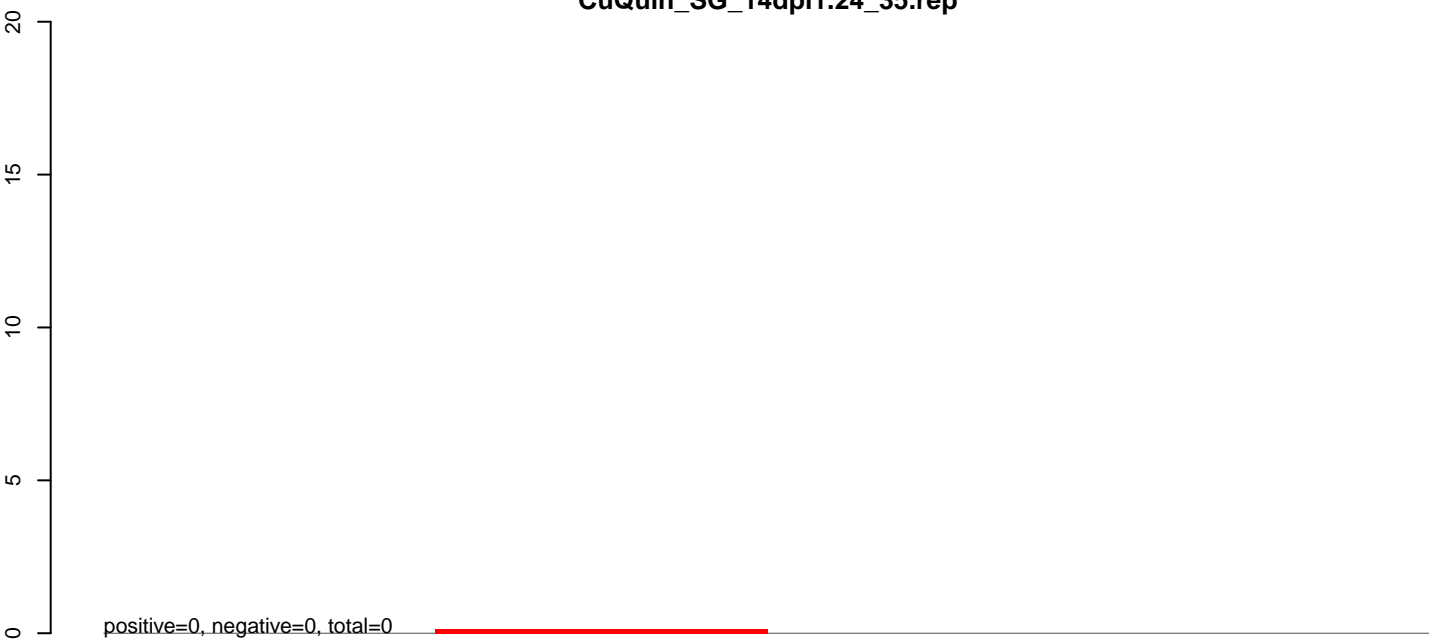 CuQuin_SG_14dpi1.24_35.rep
20
15
10
5
0
positive=0, negative=0, total=0